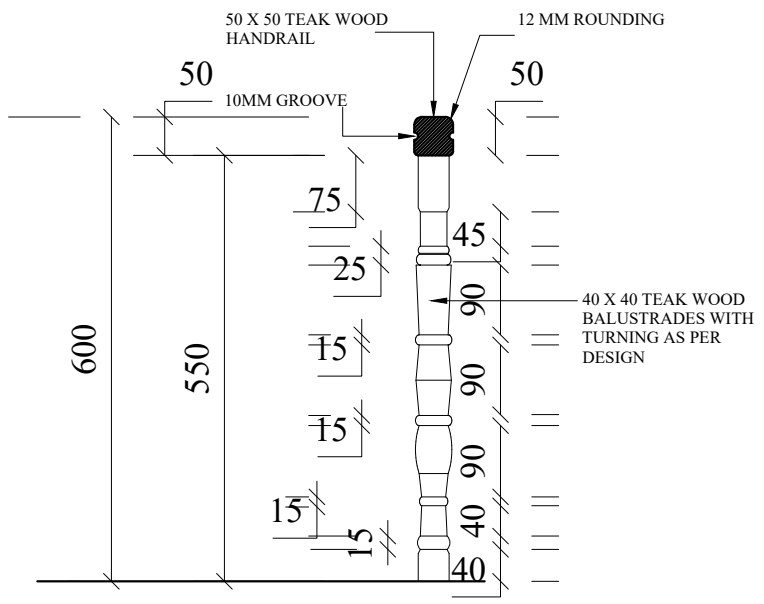 50 X 50 TEAK WOOD
HANDRAIL
12 MM ROUNDING
50
50
10MM GROOVE
75
45
25
90
40 X 40 TEAK WOOD
BALUSTRADES WITH
TURNING AS PER
DESIGN
600
550
15
90
15
90
15
40
15
40